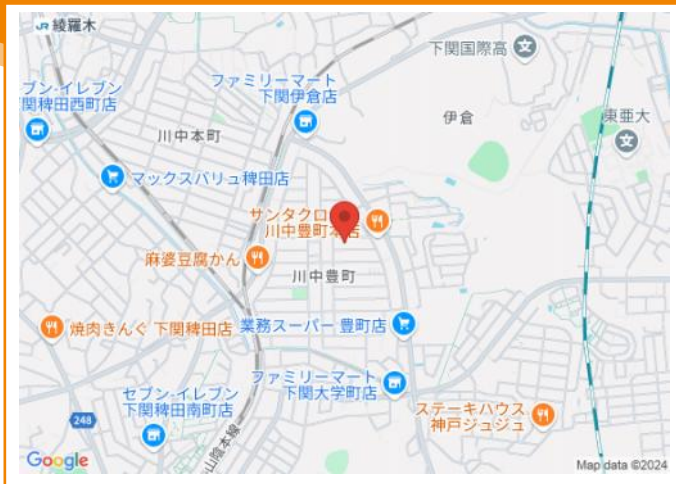 JR 綾羅木
下関国際高
ブン-イレブン
関稗田西町店
ファミリーマート
下関伊倉店
伊倉
東亜大
川中本町
マックスバリュ稗田店
サンタクロ
川中豊町本店
麻婆豆腐かん
川中豊町
焼肉きんぐ 下関稗田店
業務スーパー 豊町店
セブン-イレブン
下関稗田南町店
ファミリーマート
下関大学町店
248
ステーキハウス
神戸ジュジュ
山陰本線
Google
Map data ©2024